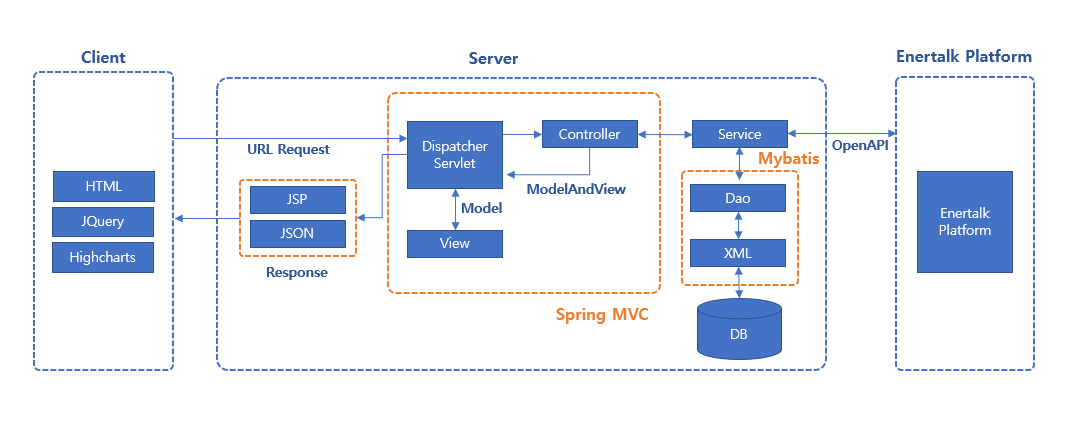 Client
Server
Enertalk Platform
HTML
JQuery
Highcharts
URL Request
JSP
JSON
Response
Dispatcher
Servlet
Controller
ModelAndView
Model
View
Spring MVC
Service
OpenAPI
Mybatis
Dao
XML
DB
Enertalk
Platform